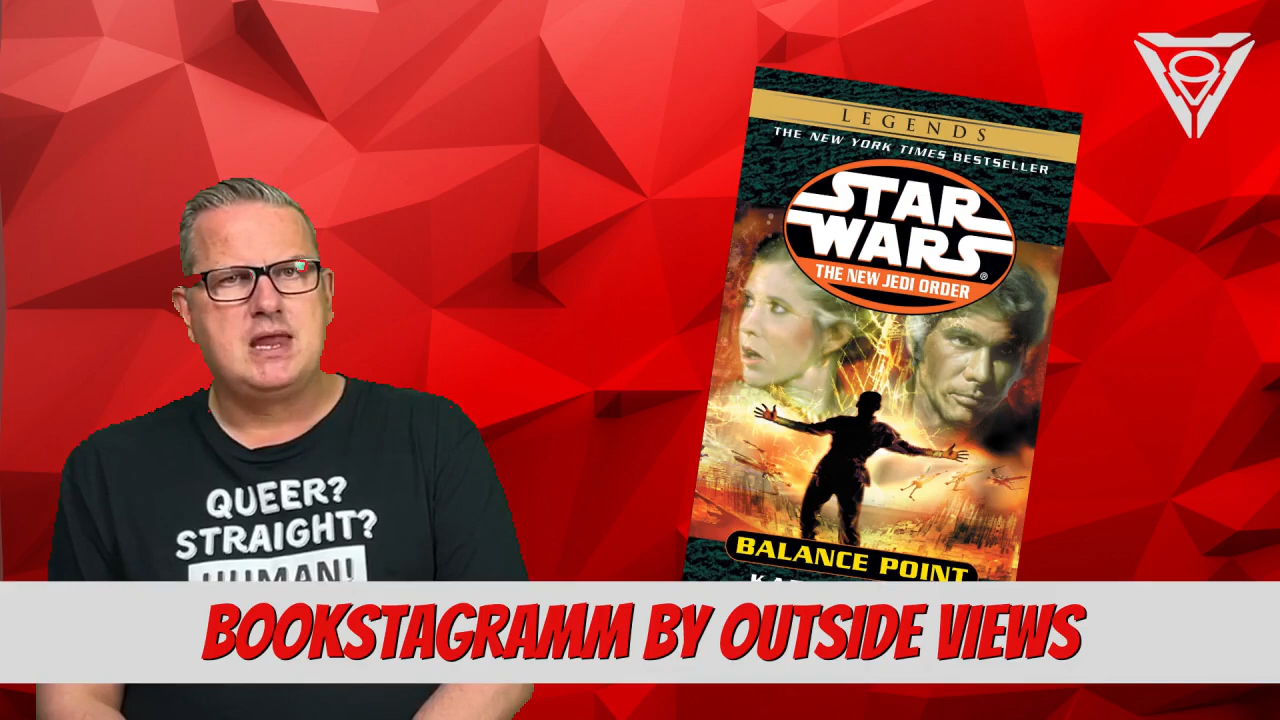 QUEER?
STRAIGHT?
HUMAN!
LEGENDS
THE NEW YORK TIMES BESTSELLER
STAR
WARS®
THE NEW JEDI ORDER
BALANCE POINT
BOOKSTAGRAMM BY OUTSIDE VIEWS